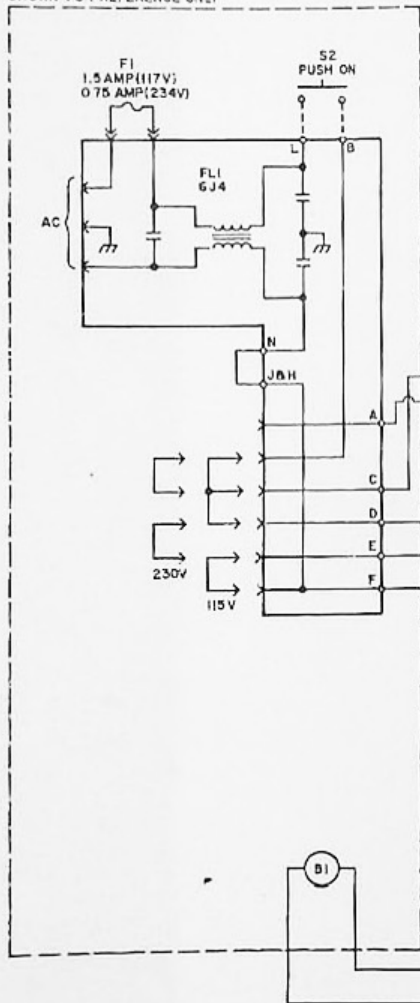 F1
1.5 AMP(117V)
0.75 AMP(234V)
S2
PUSH ON
L
B
FL1
6J4
AC
N
J&H
A
C
D
E
F
230V
115V
B1